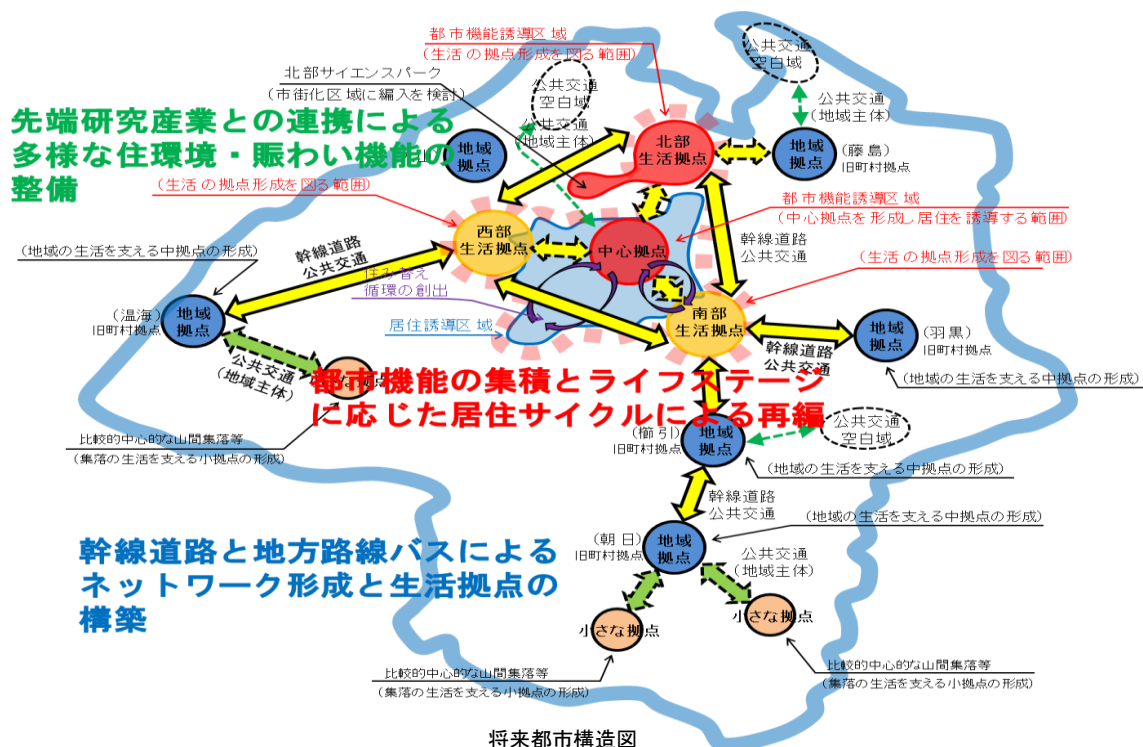 都市機能誘導区域
(生活の拠点形成を図る範囲)
北部サイエンスパーク
(市街化区域に編入を検討)
公共交通
空白域
公共交通
(地域主体)
公共交通
空白域
公共交通
(地域主体)
先端研究産業との連携による
多様な住環境・賑わい機能の
整備
地域
拠点
北部
生活拠点
地域
拠点
(藤島)
旧町村拠点
(生活の拠点形成を図る範囲)
都市機能誘導区域
(中心拠点を形成し居住を誘導する範囲)
西部
生活拠点
中心拠点
幹線道路
公共交通
(地域の生活を支える中拠点の形成)
幹線道路
公共交通
(生活の拠点形成を図る範囲)
住み替え
循環の創出
居住誘導区域
南部
生活拠点
(温海)
旧町村拠点
地域
拠点
地域
拠点
(羽黒)
旧町村拠点
幹線道路
公共交通
公共交通
(地域主体)
(地域の生活を支える中拠点の形成)
都市機能の集積とライフステージ
に応じた居住サイクルによる再編
比較的中心的な山間集落等
(集落の生活を支える小拠点の形成)
(櫛引)
旧町村拠点
地域
拠点
公共交通
空白域
(地域の生活を支える中拠点の形成)
幹線道路
公共交通
(地域の生活を支える中拠点の形成)
幹線道路と地方路線バスによる
ネットワーク形成と生活拠点の
構築
(朝日)
旧町村拠点
地域
拠点
公共交通
(地域主体)
小さな拠点
小さな拠点
比較的中心的な山間集落等
(集落の生活を支える小拠点の形成)
比較的中心的な山間集落等
(集落の生活を支える小拠点の形成)
将来都市構造図